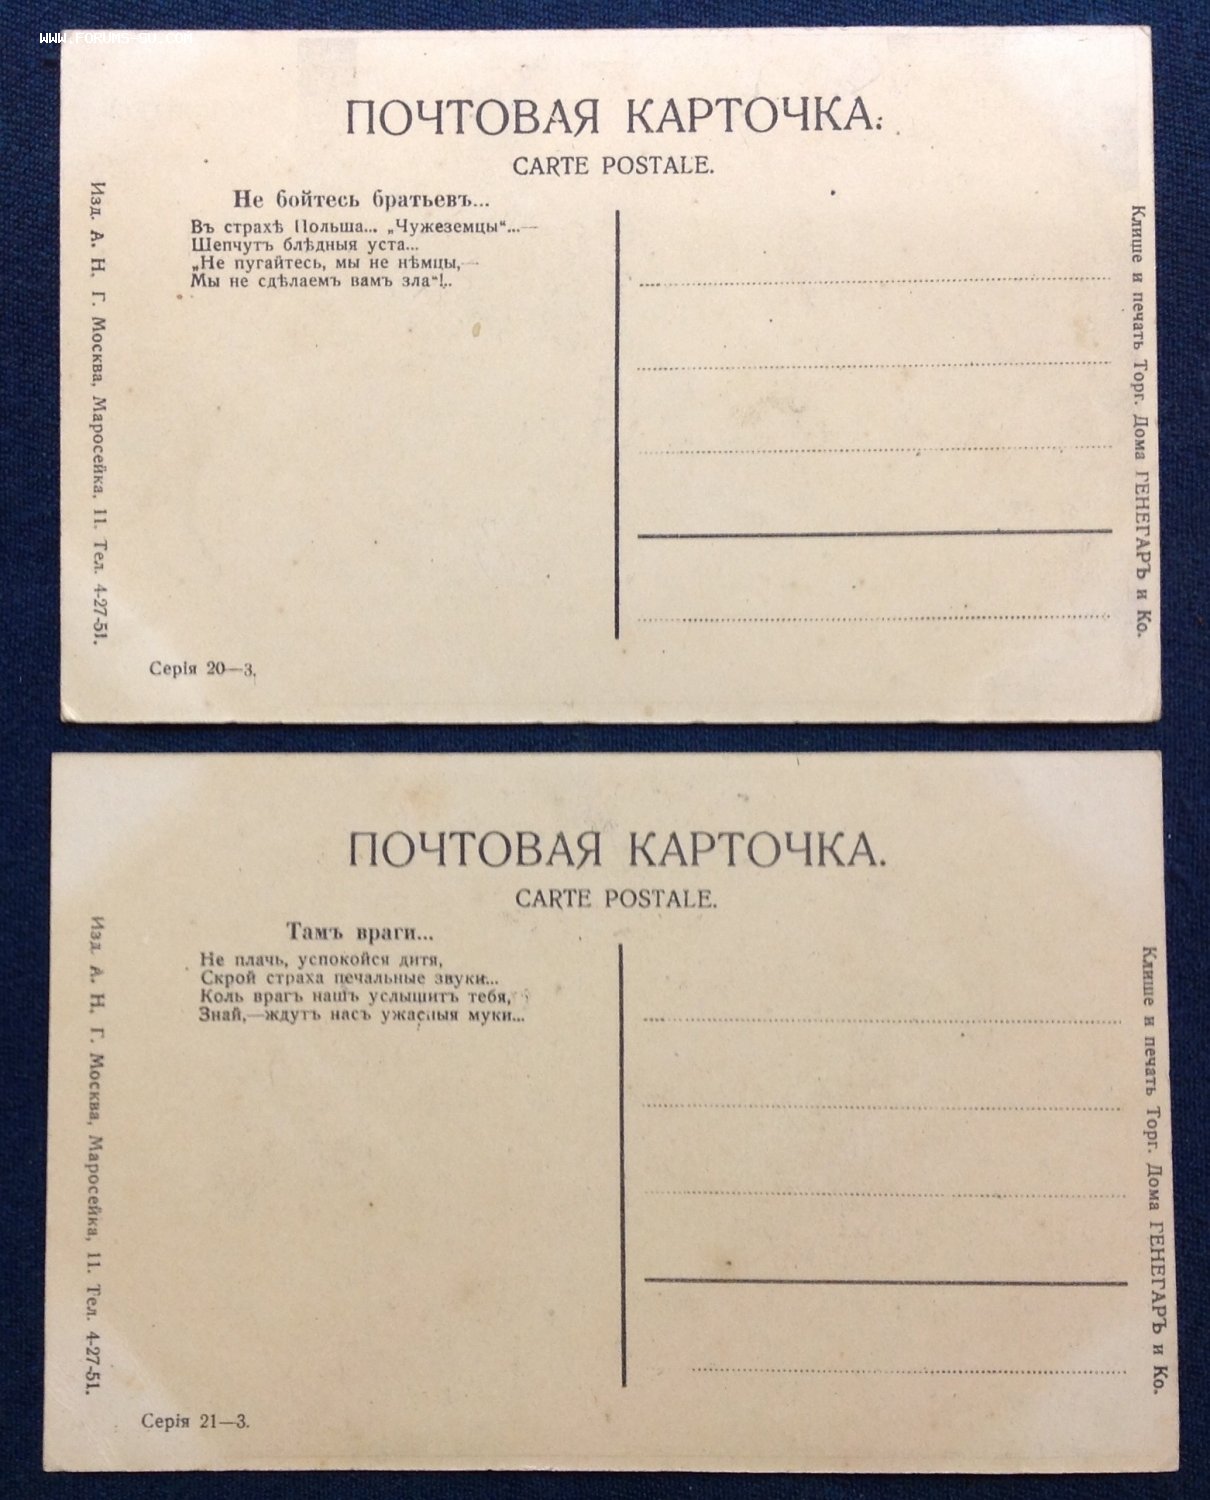 WWW.FORUMS-SU.COM
ПОЧТОВАЯ КАРТОЧКА.
CARTE POSTALE.
Не бойтесь братьевъ...
Въ страхѣ Польша... „Чужеземцы“...—
Шепчутъ блѣдныя уста...
„Не пугайтесь, мы не нѣмцы,—
Мы не сдѣлаемъ вамъ зла“!..
Изд. А. Н. Г. Москва, Маросейка, 11. Тел. 4-27-51.
Клише и печать Торг. Дома ГЕНЕГАРЪ и Ко.
Серія 20—3.
ПОЧТОВАЯ КАРТОЧКА.
CARTE POSTALE.
Тамъ враги...
Не плачь, успокойся дитя,
Скрой страха печальные звуки...
Коль врагъ нашъ услышитъ тебя,
Знай,—ждутъ насъ ужасныя муки...
Изд. А. Н. Г. Москва, Маросейка, 11. Тел. 4-27-51.
Клише и печать Торг. Дома ГЕНЕГАРЪ и Ко.
Серія 21—3.